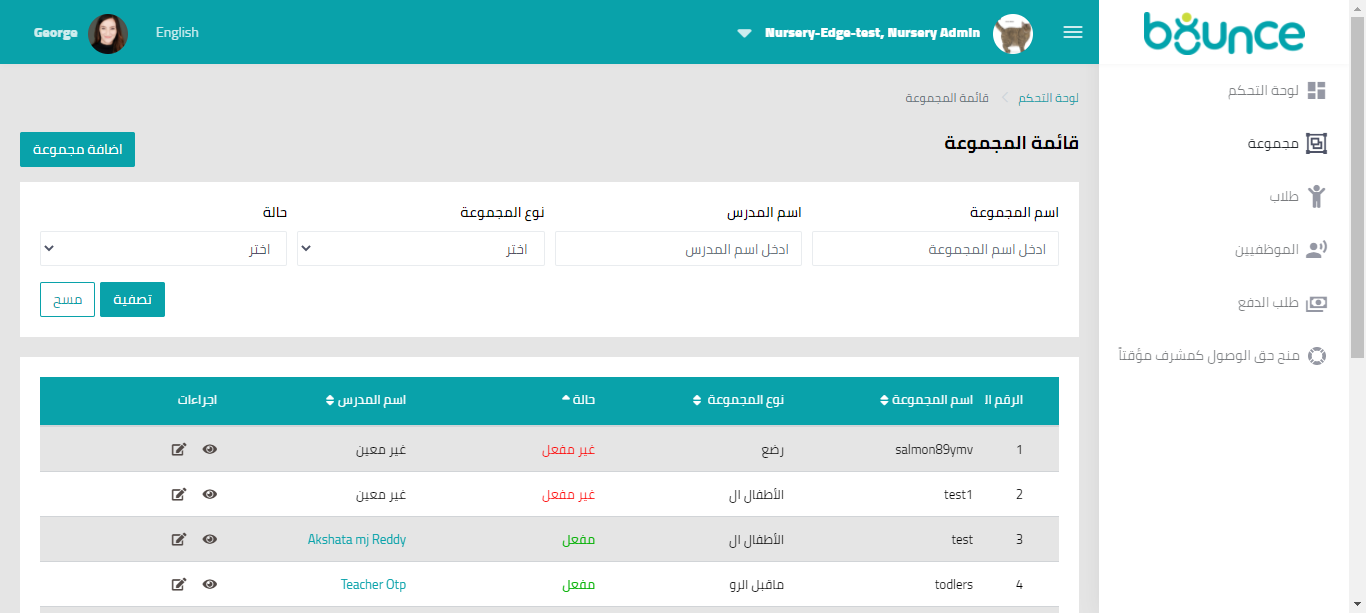 bounce
Nursery-Edge-test, Nursery Admin
English
George
لوحة التحكم
مجموعة
طلاب
الموظفيين
طلب الدفع
منح حق الوصول كمشرف مؤقتاً
لوحة التحكم
قائمة المجموعة
قائمة المجموعة
اضافة مجموعة
اسم المجموعة
اسم المدرس
نوع المجموعة
حالة
ادخل اسم المجموعة
ادخل اسم المدرس
اختر
اختر
تصفية
مسح
الرقم ال اسم المجموعة نوع المجموعة حالة اسم المدرس اجراءات
1 salmon89ymv رضع غير مفعل غير معين
2 test1 الأطفال ال غير مفعل غير معين
3 test الأطفال ال مفعل Akshata mj Reddy
4 todlers ماقبل الرو مفعل Teacher Otp